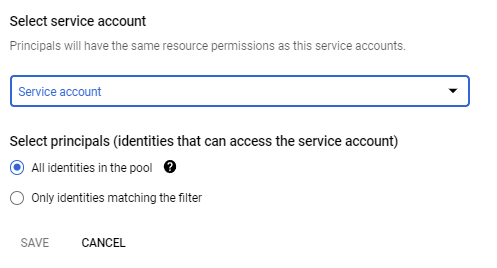 Select service account
Principals will have the same resource permissions as this service accounts.
Service account
Select principals (identities that can access the service account)
All identities in the pool ?
Only identities matching the filter
SAVE CANCEL